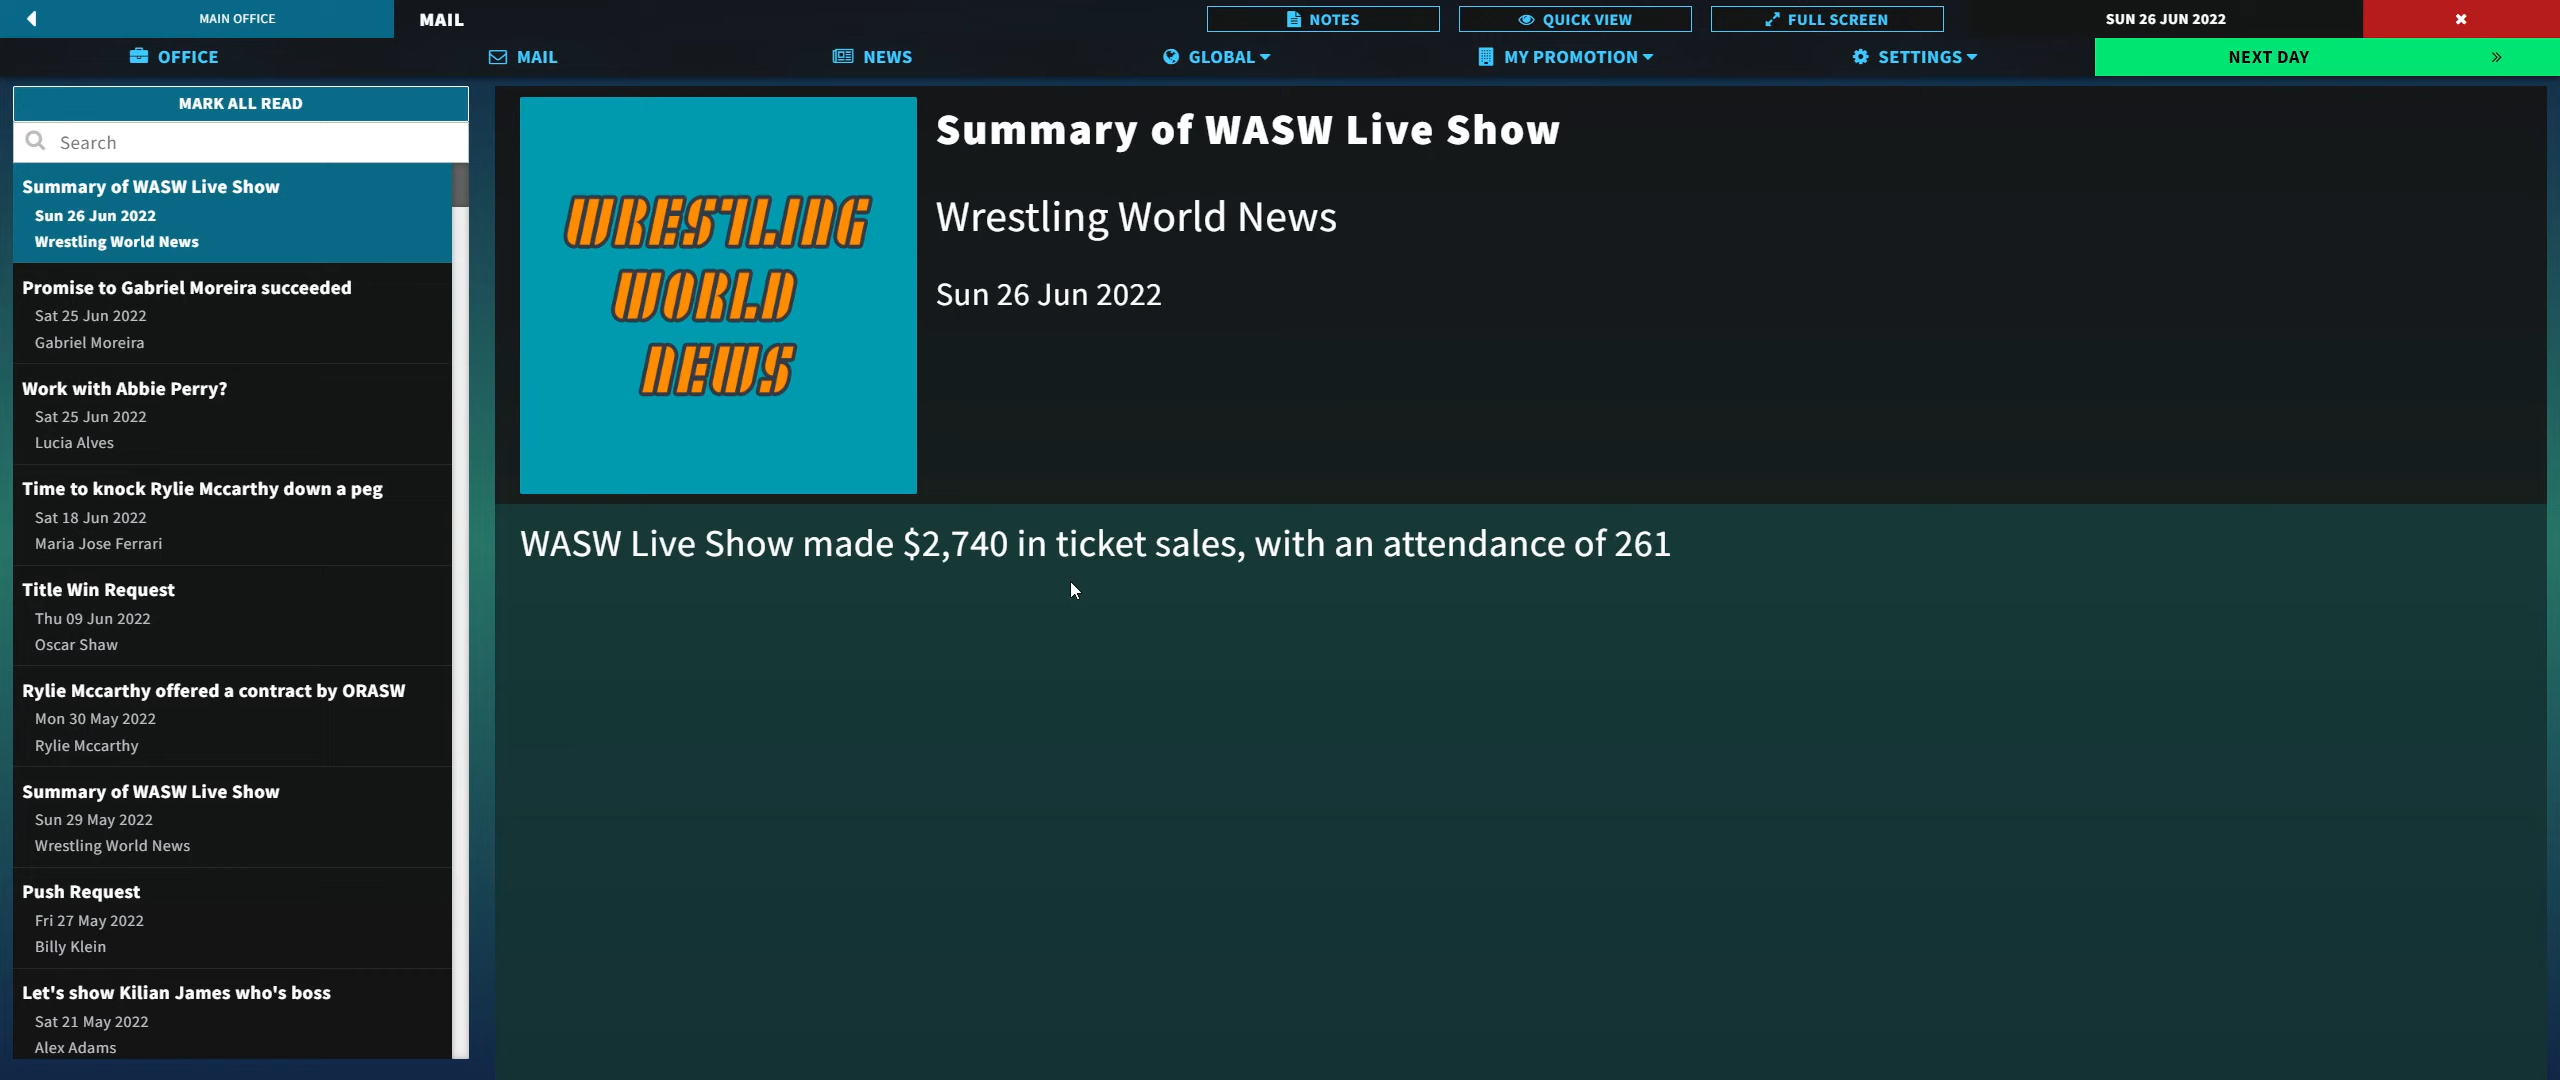 MAIN OFFICE
MAIL
NOTES
QUICK VIEW
FULL SCREEN
SUN 26 JUN 2022
OFFICE
MAIL
NEWS
GLOBAL
MY PROMOTION
SETTINGS
NEXT DAY
MARK ALL READ
Search
Summary of WASW Live Show
Sun 26 Jun 2022
Wrestling World News
Promise to Gabriel Moreira succeeded
Sat 25 Jun 2022
Gabriel Moreira
Work with Abbie Perry?
Sat 25 Jun 2022
Lucia Alves
Time to knock Rylie Mccarthy down a peg
Sat 18 Jun 2022
Maria Jose Ferrari
Title Win Request
Thu 09 Jun 2022
Oscar Shaw
Rylie Mccarthy offered a contract by ORASW
Mon 30 May 2022
Rylie Mccarthy
Summary of WASW Live Show
Sun 29 May 2022
Wrestling World News
Push Request
Fri 27 May 2022
Billy Klein
Let's show Kilian James who's boss
Sat 21 May 2022
Alex Adams
WRESTLING
WORLD
NEWS
Summary of WASW Live Show
Wrestling World News
Sun 26 Jun 2022
WASW Live Show made $2,740 in ticket sales, with an attendance of 261